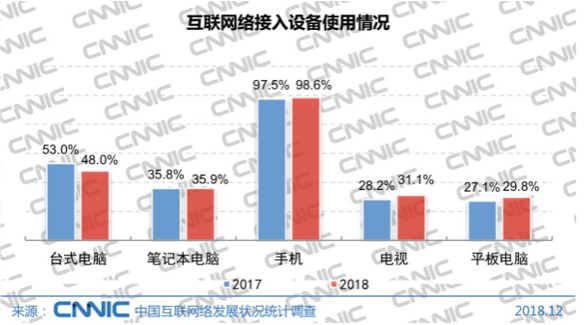 互联网络接入设备使用情况
97.5% 98.6%
53.0% 48.0%
35.8% 35.9%
28.2% 31.1%
27.1% 29.8%
台式电脑 笔记本电脑 手机 电视 平板电脑
2017 2018
来源： CNNIC 中国互联网络发展状况统计调查 2018.12